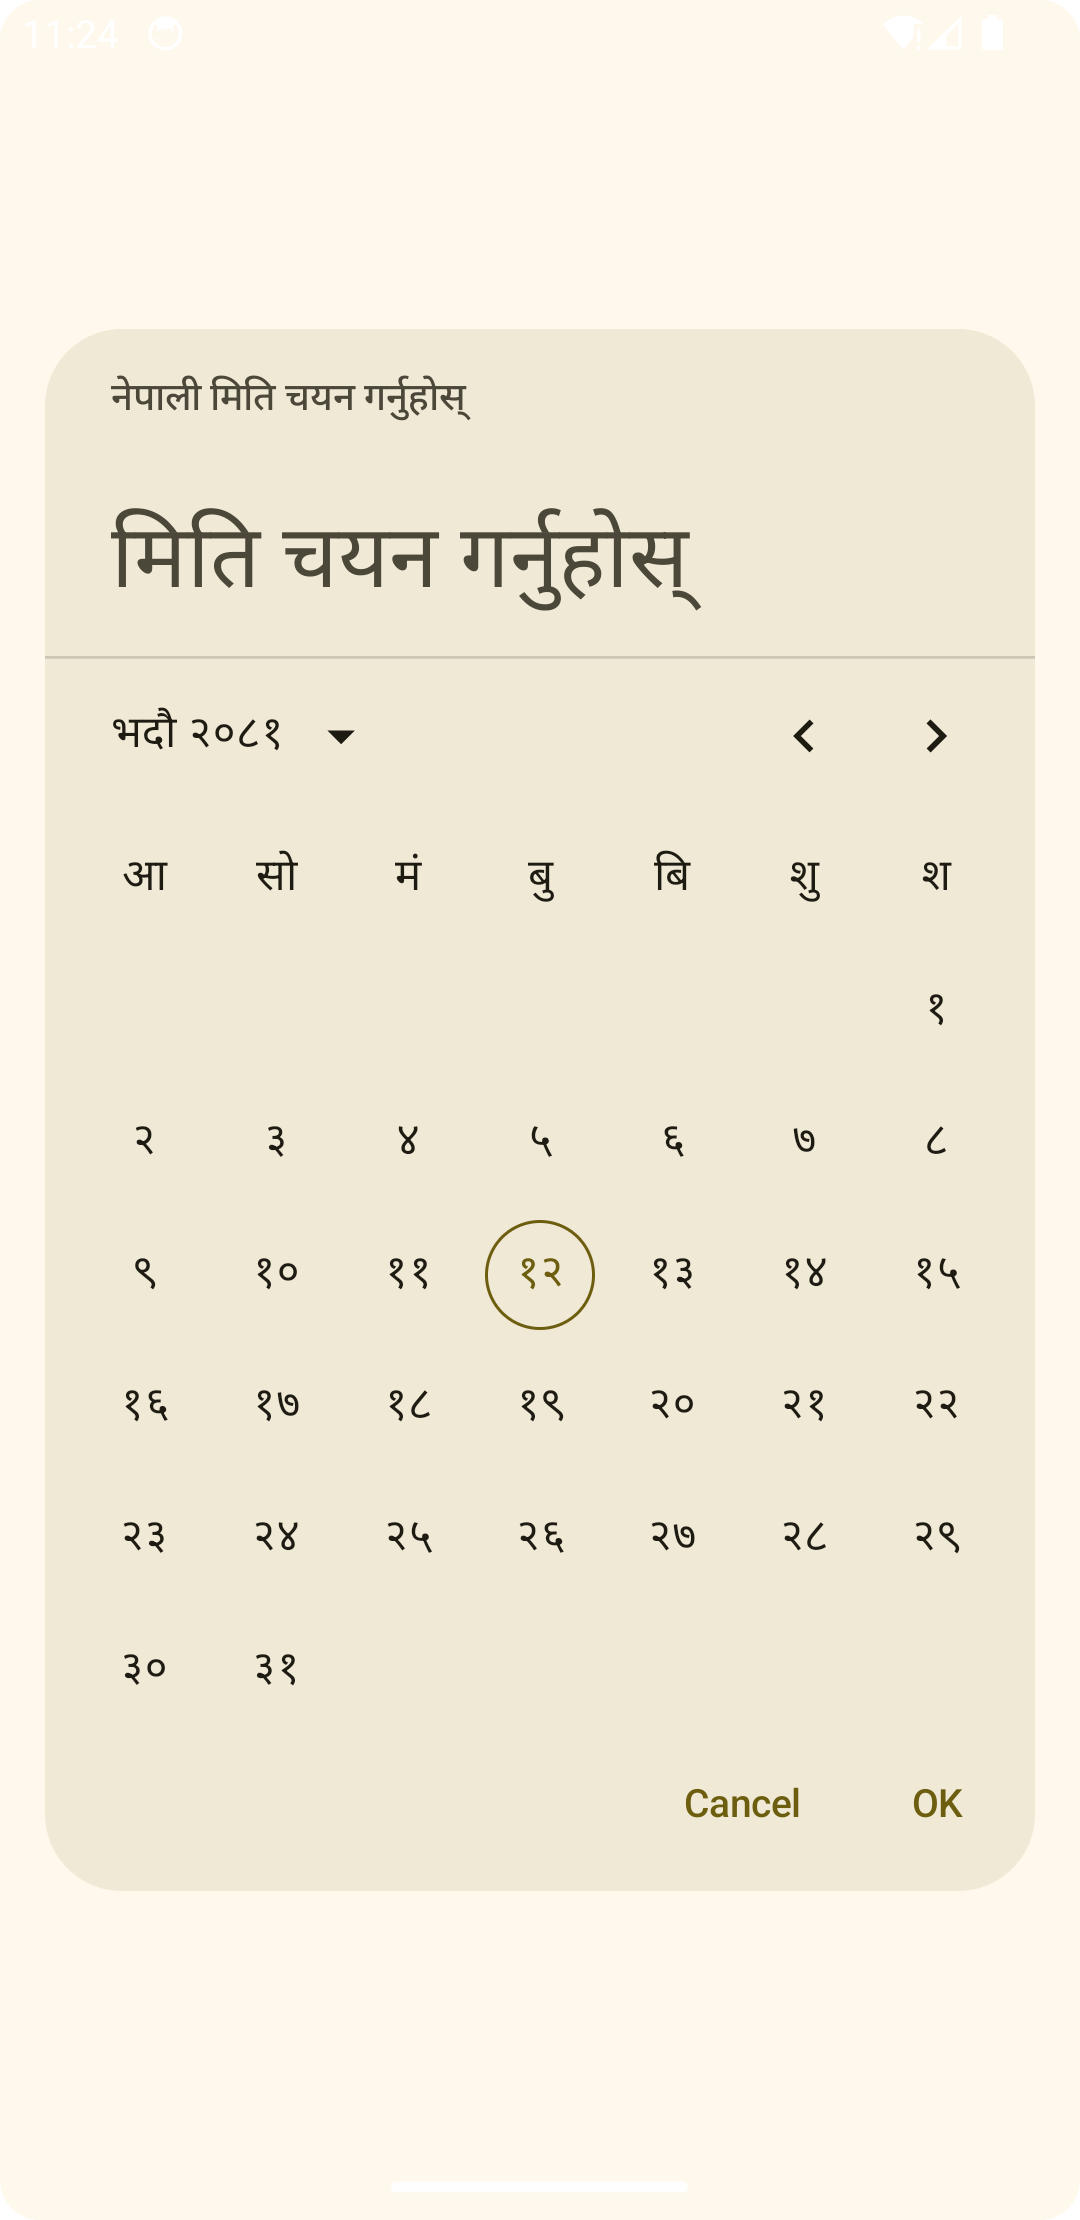 11:24
नेपाली मिति चयन गर्नुहोस्
मिति चयन गर्नुहोस्
भदौ २०८१
आ सो मं बु बि शु श
१
२ ३ ४ ५ ६ ७ ८
९ १० ११ १२ १३ १४ १५
१६ १७ १८ १९ २० २१ २२
२३ २४ २५ २६ २७ २८ २९
३० ३१
Cancel OK